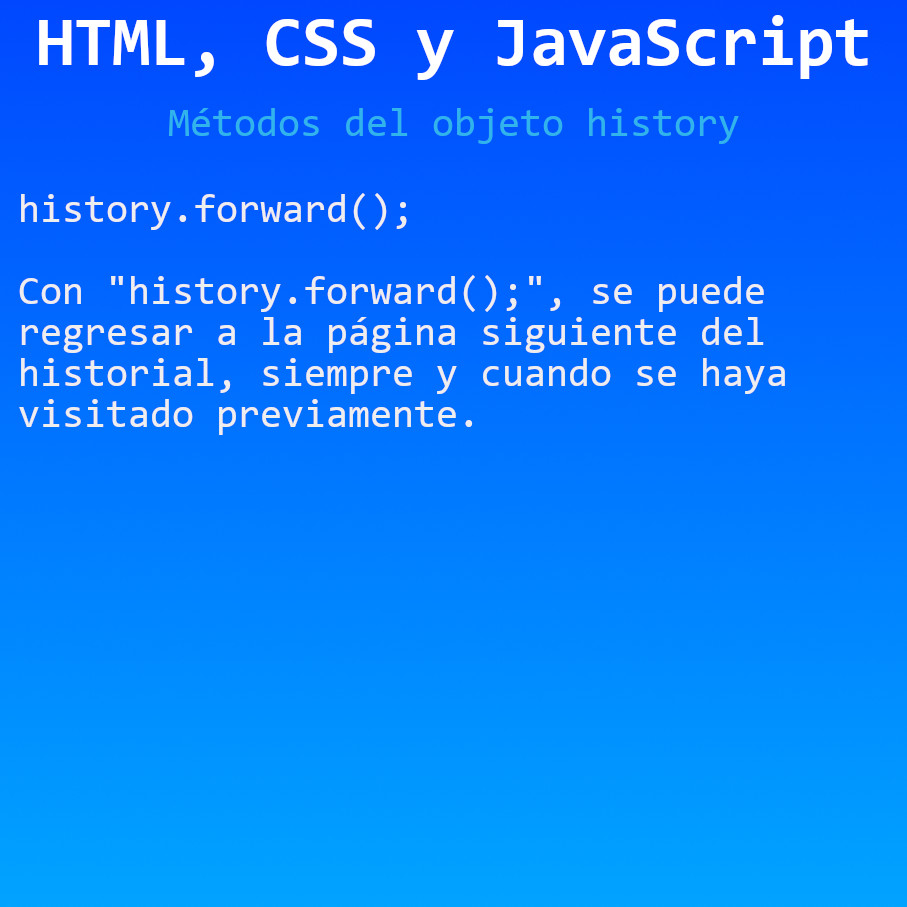 HTML, CSS y JavaScript
Métodos del objeto history
history.forward();
Con "history.forward();", se puede
regresar a la página siguiente del
historial, siempre y cuando se haya
visitado previamente.